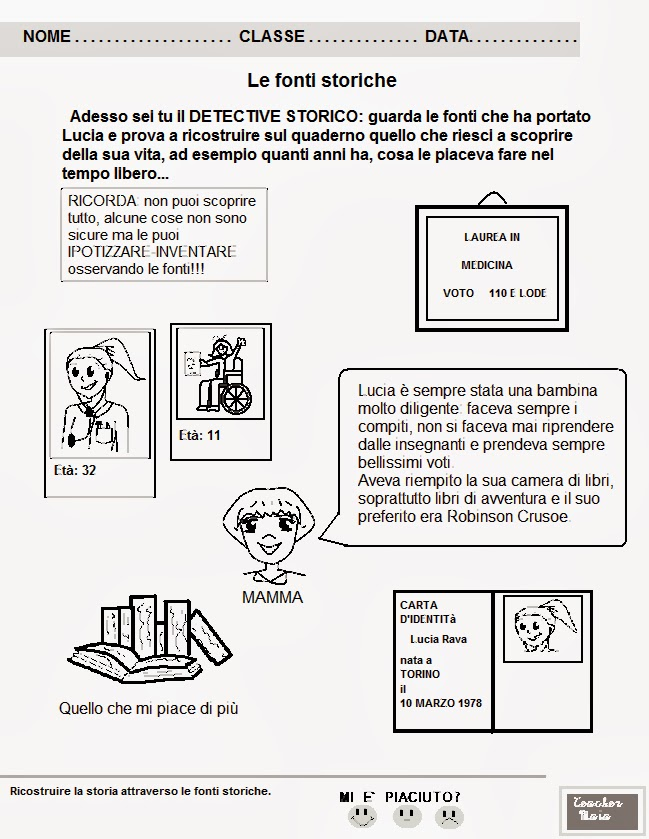 NOME . . . . . . . . . . . . . . . . . . . . CLASSE . . . . . . . . . . . . . . DATA. . . . . . . . . . . . . .
Le fonti storiche
Adesso sei tu il DETECTIVE STORICO: guarda le fonti che ha portato
Lucia e prova a ricostruire sul quaderno quello che riesci a scoprire
della sua vita, ad esempio quanti anni ha, cosa le piaceva fare nel
tempo libero...
RICORDA: non puoi scoprire
tutto, alcune cose non sono
sicure ma le puoi
IPOTIZZARE-INVENTARE
osservando le fonti!!!
LAUREA IN
MEDICINA
VOTO 110 E LODE
Età: 32
Età: 11
Lucia è sempre stata una bambina
molto diligente: faceva sempre i
compiti, non si faceva mai riprendere
dalle insegnanti e prendeva sempre
bellissimi voti.
Aveva riempito la sua camera di libri,
soprattutto libri di avventura e il suo
preferito era Robinson Crusoe.
MAMMA
Quello che mi piace di più
CARTA
D'IDENTITà
Lucia Rava
nata a
TORINO
il
10 MARZO 1978
Ricostruire la storia attraverso le fonti storiche.
MI E' PIACIUTO?
Teacher
Maia